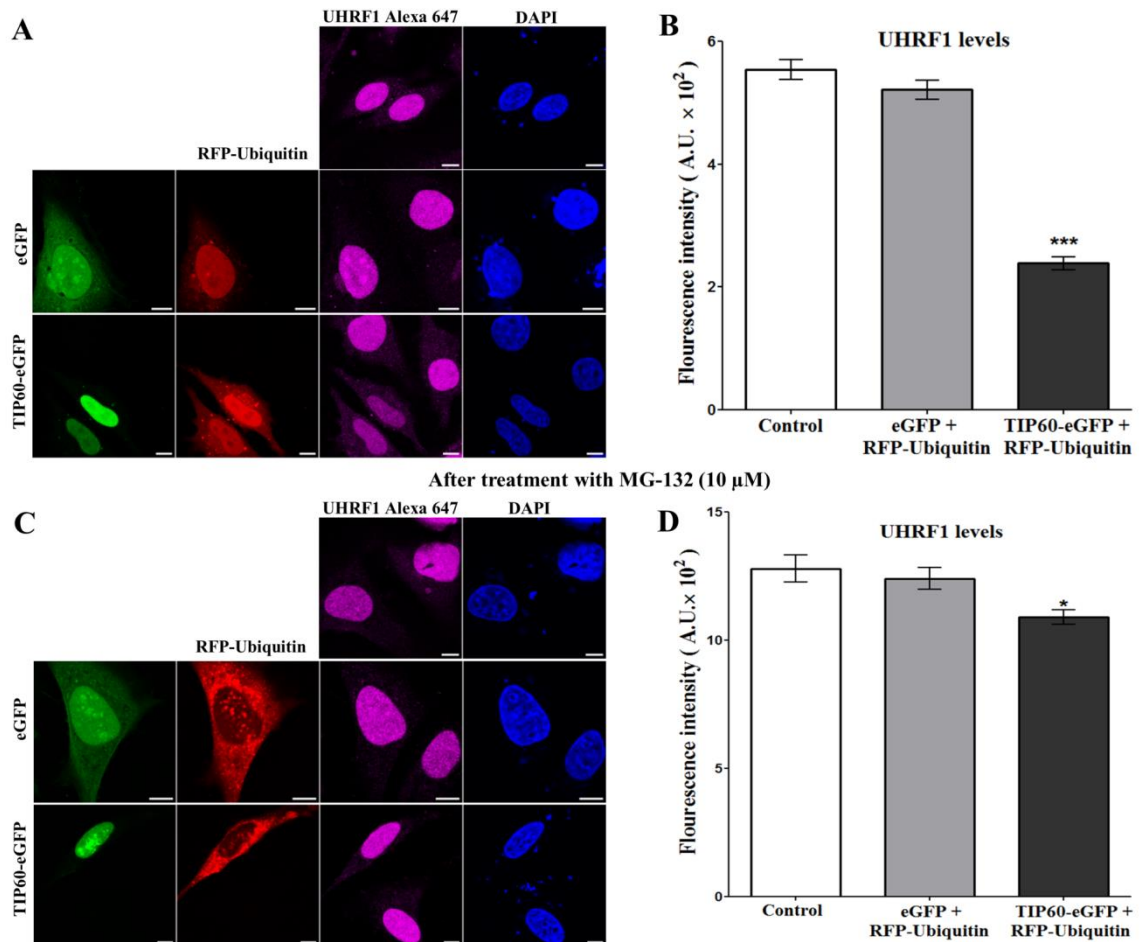 A
UHRF1 Alexa 647
DAPI
RFP-Ubiquitin
eGFP
TIP60-eGFP
B
UHRF1 levels
Flourescence intensity ( A.U. × 10²)
6
4
2
0
***
Control
eGFP +
RFP-Ubiquitin
TIP60-eGFP +
RFP-Ubiquitin
After treatment with MG-132 (10 µM)
C
UHRF1 Alexa 647
DAPI
RFP-Ubiquitin
eGFP
TIP60-eGFP
D
UHRF1 levels
Flourescence intensity ( A.U.× 10²)
15
10
5
0
*
Control
eGFP +
RFP-Ubiquitin
TIP60-eGFP +
RFP-Ubiquitin